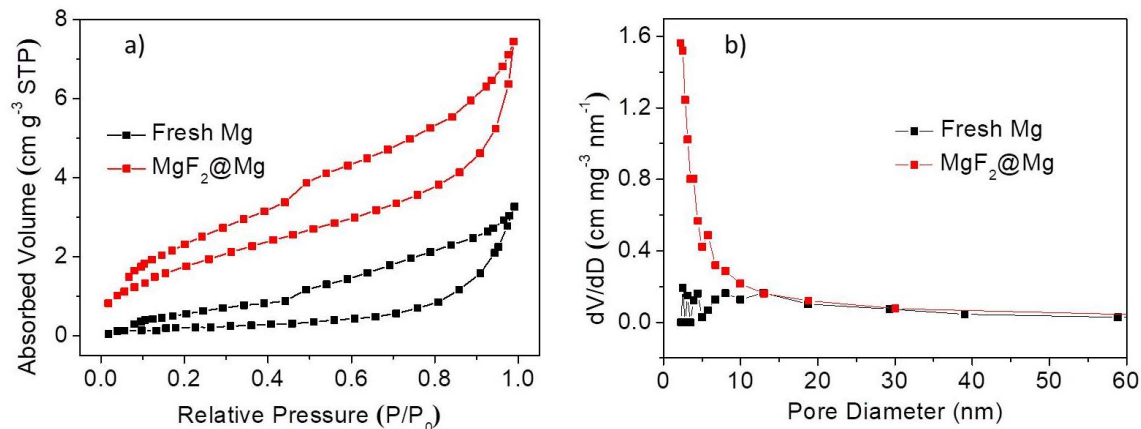 a)
Absorbed Volume (cm g⁻³ STP)
8
6
4
2
0
Fresh Mg
MgF₂@Mg
0.0 0.2 0.4 0.6 0.8 1.0
Relative Pressure (P/P₀)
b)
dV/dD (cm mg⁻³ nm⁻¹)
1.6
1.2
0.8
0.4
0.0
Fresh Mg
MgF₂@Mg
0 10 20 30 40 50 60
Pore Diameter (nm)